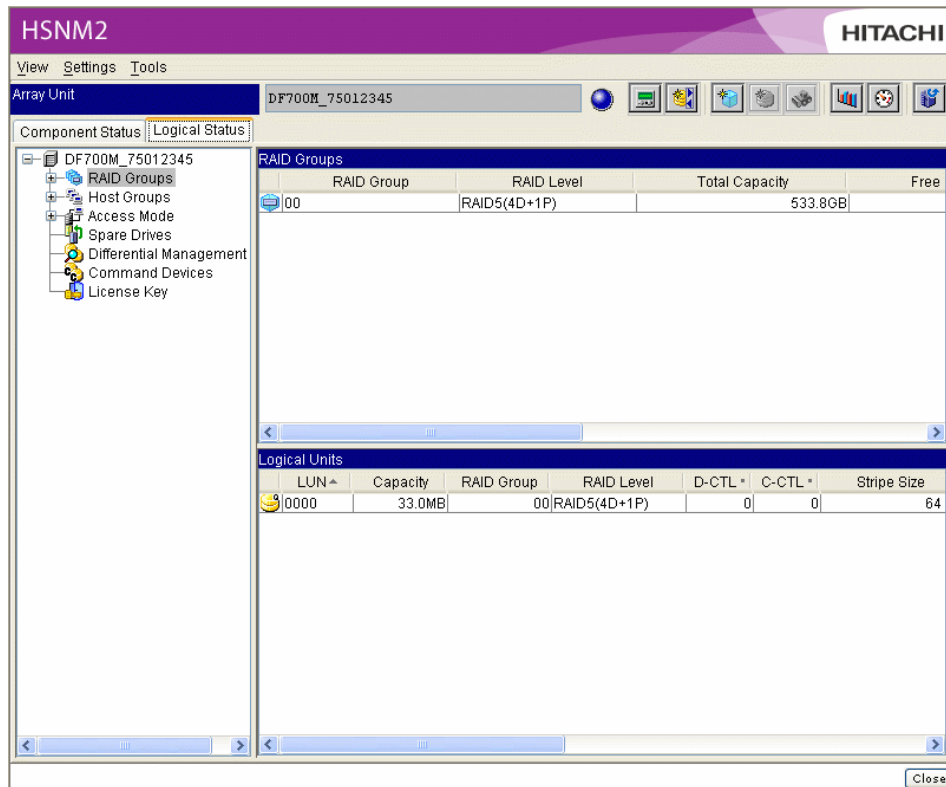 HSNM2
HITACHI
View Settings Tools
Array Unit
DF700M_75012345
Component Status Logical Status
DF700M_75012345
RAID Groups
Host Groups
Access Mode
Spare Drives
Differential Management
Command Devices
License Key
RAID Groups
RAID Group RAID Level Total Capacity Free
00 RAID5(4D+1P) 533.8GB
Logical Units
LUN Capacity RAID Group RAID Level D-CTL * C-CTL * Stripe Size
0000 33.0MB 00 RAID5(4D+1P) 0 0 64
Close